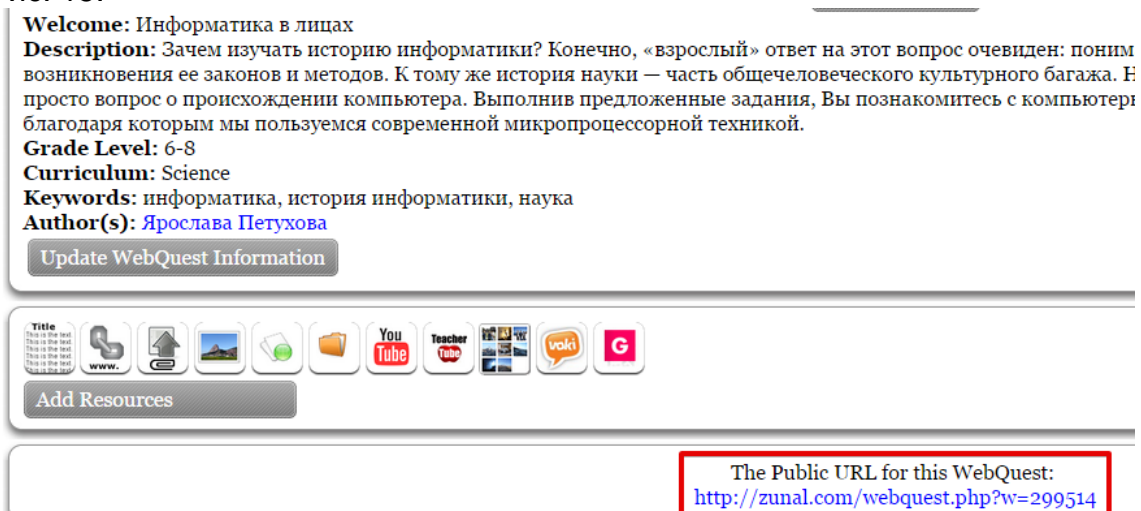 Welcome: Информатика в лицах
Description: Зачем изучать историю информатики? Конечно, «взрослый» ответ на этот вопрос очевиден: поним
возникновения ее законов и методов. К тому же история науки — часть общечеловеческого культурного багажа. Н
просто вопрос о происхождении компьютера. Выполнив предложенные задания, Вы познакомитесь с компьютерн
благодаря которым мы пользуемся современной микропроцессорной техникой.
Grade Level: 6-8
Curriculum: Science
Keywords: информатика, история информатики, наука
Author(s): Ярослава Петухова
Update WebQuest Information
Title
This is the text
www.
You Tube
Teacher Tube
voki
G
Add Resources
The Public URL for this WebQuest:
http://zunal.com/webquest.php?w=299514